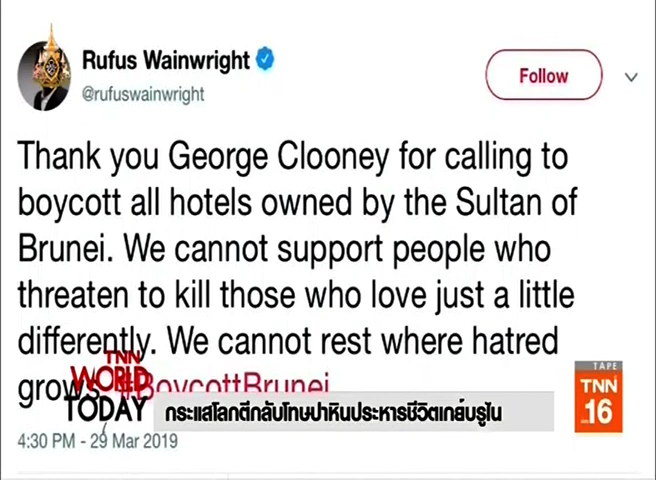 Rufus Wainwright
@rufuswainwright
Follow
Thank you George Clooney for calling to
boycott all hotels owned by the Sultan of
Brunei. We cannot support people who
threaten to kill those who love just a little
differently. We cannot rest where hatred
grows. #BoycottBrunei
TNN
WORLD
TODAY
กระแสโลกตีกลับโทษปาหินประหารชีวิตเกย์บรูไน
TAPE
TNN
16
4:30 PM - 29 Mar 2019